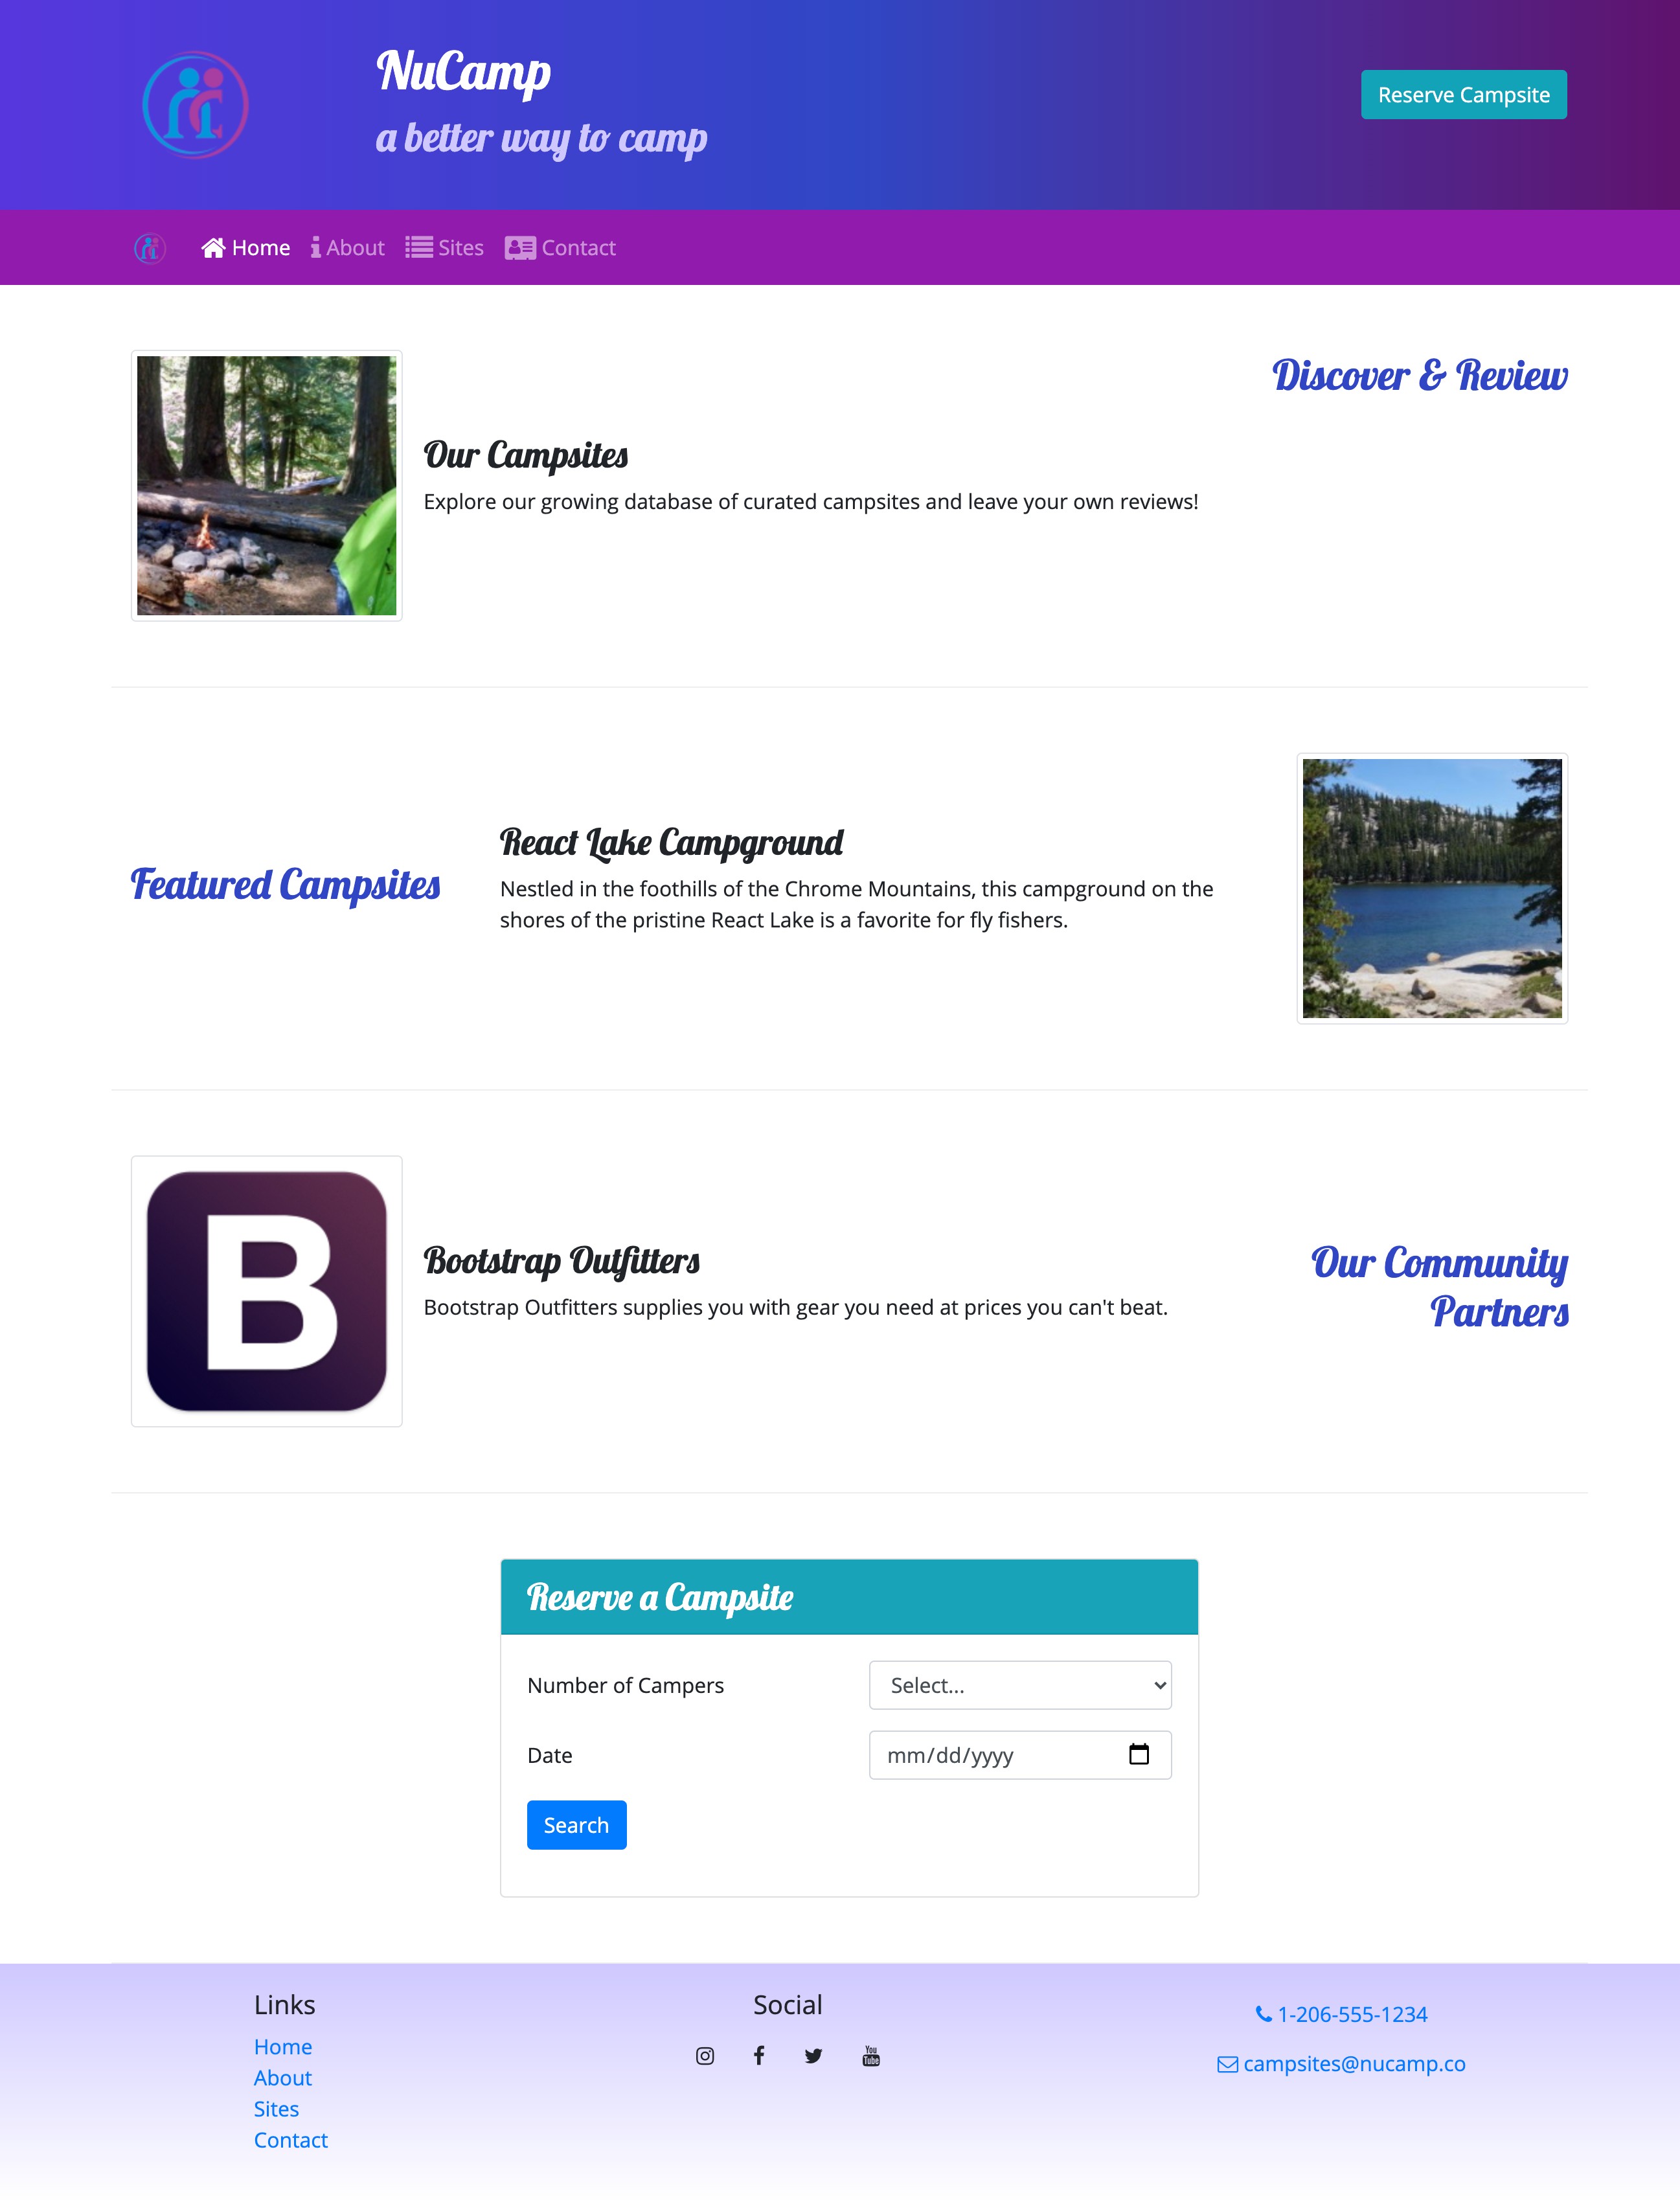 NuCamp
a better way to camp
Reserve Campsite
Home About Sites Contact
Discover & Review
Our Campsites
Explore our growing database of curated campsites and leave your own reviews!
Featured Campsites
React Lake Campground
Nestled in the foothills of the Chrome Mountains, this campground on the
shores of the pristine React Lake is a favorite for fly fishers.
B
Bootstrap Outfitters
Bootstrap Outfitters supplies you with gear you need at prices you can't beat.
Our Community
Partners
Reserve a Campsite
Number of Campers
Select...
Date
mm/dd/yyyy
Search
Links
Home
About
Sites
Contact
Social
You
Tube
1-206-555-1234
campsites@nucamp.co